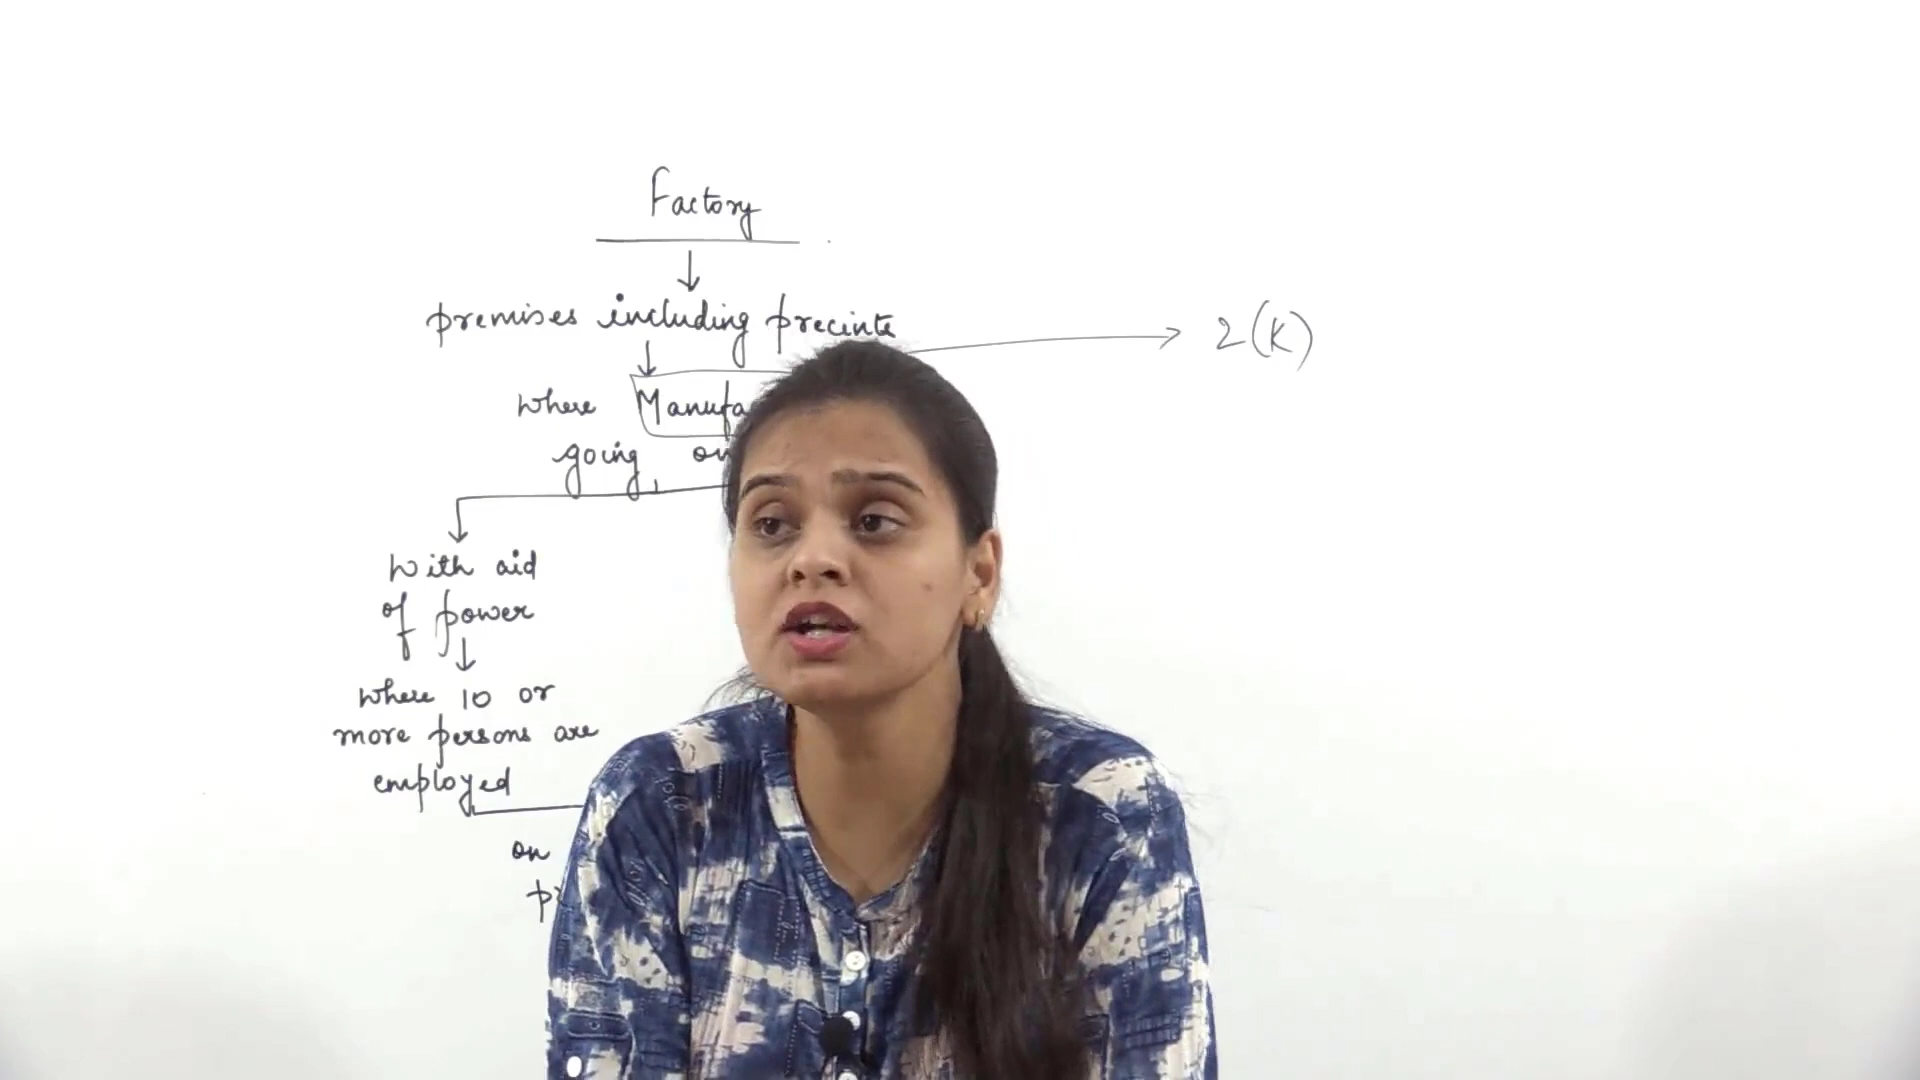 Factory
premises including precints
2(K)
where
going on
with aid
of power
where 10 or
more persons are
employed
on